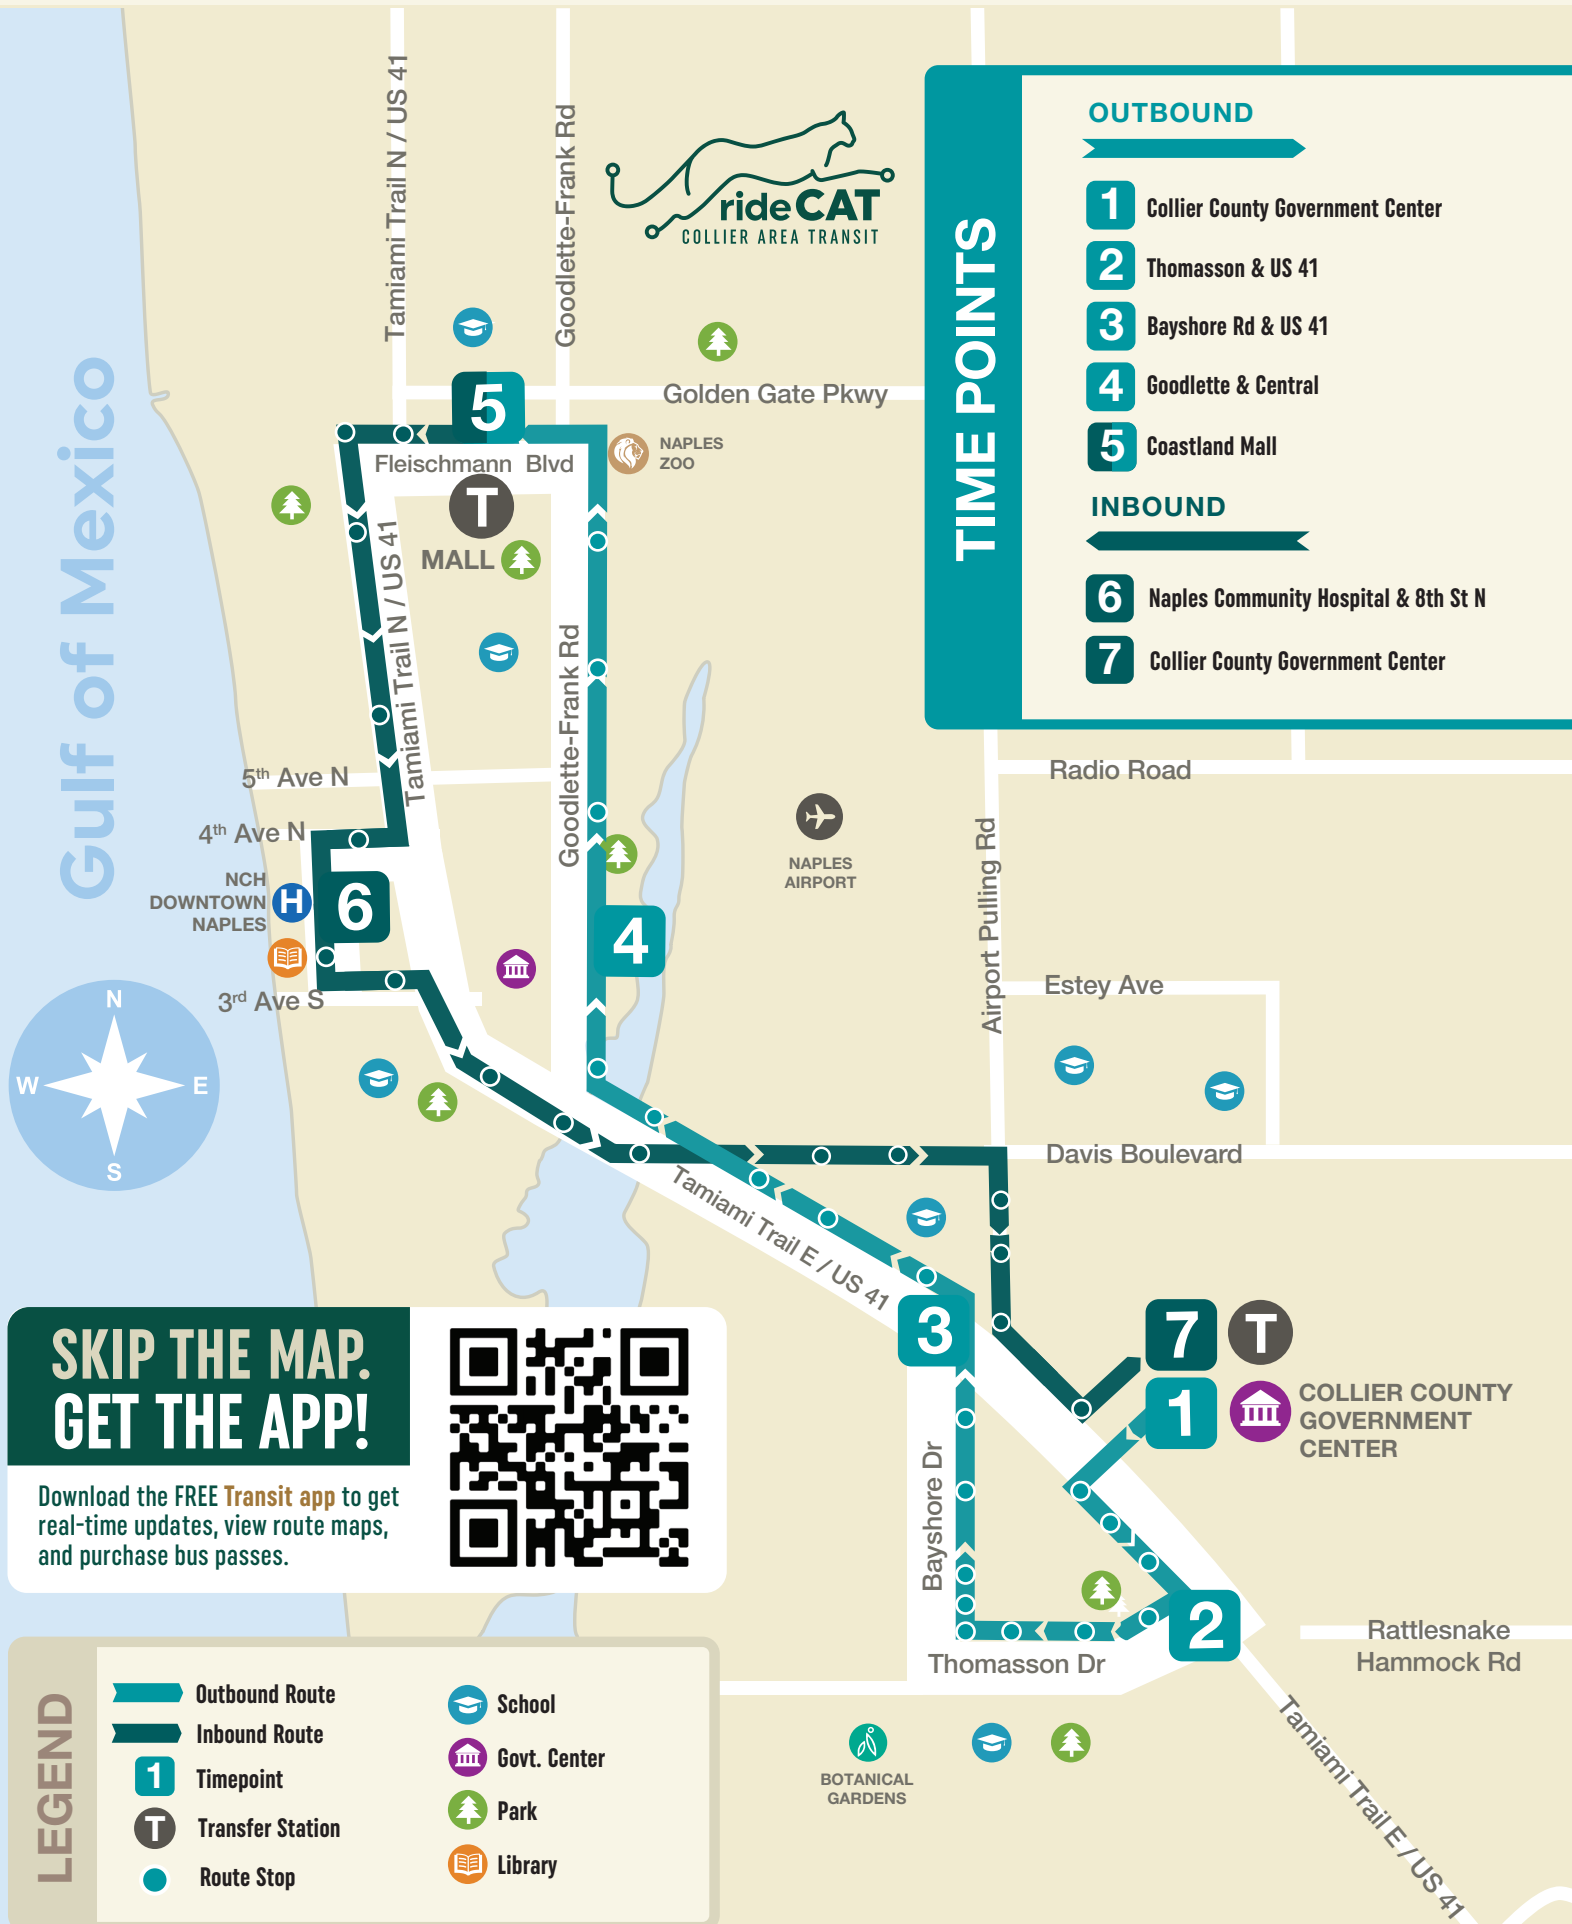 Tamiami Trail N / US 41
Goodlette-Frank Rd
rideCAT
COLLIER AREA TRANSIT
TIME POINTS
OUTBOUND
1 Collier County Government Center
2 Thomasson & US 41
3 Bayshore Rd & US 41
4 Goodlette & Central
5 Coastland Mall
INBOUND
6 Naples Community Hospital & 8th St N
7 Collier County Government Center
Gulf of Mexico
5
Golden Gate Pkwy
Fleischmann Blvd
NAPLES
ZOO
T
MALL
Tamiami Trail N / US 41
Goodlette-Frank Rd
5th Ave N
4th Ave N
NCH
DOWNTOWN
NAPLES
H
6
4
3rd Ave S
NAPLES
AIRPORT
Radio Road
Airport Pulling Rd
Estey Ave
Davis Boulevard
N
W
E
S
Tamiami Trail E / US 41
3
7
T
1
COLLIER COUNTY
GOVERNMENT
CENTER
Bayshore Dr
2
Thomasson Dr
Rattlesnake
Hammock Rd
Tamiami Trail E / US 41
BOTANICAL
GARDENS
SKIP THE MAP.
GET THE APP!
Download the FREE Transit app to get
real-time updates, view route maps,
and purchase bus passes.
LEGEND
Outbound Route
Inbound Route
1 Timepoint
T Transfer Station
Route Stop
School
Govt. Center
Park
Library